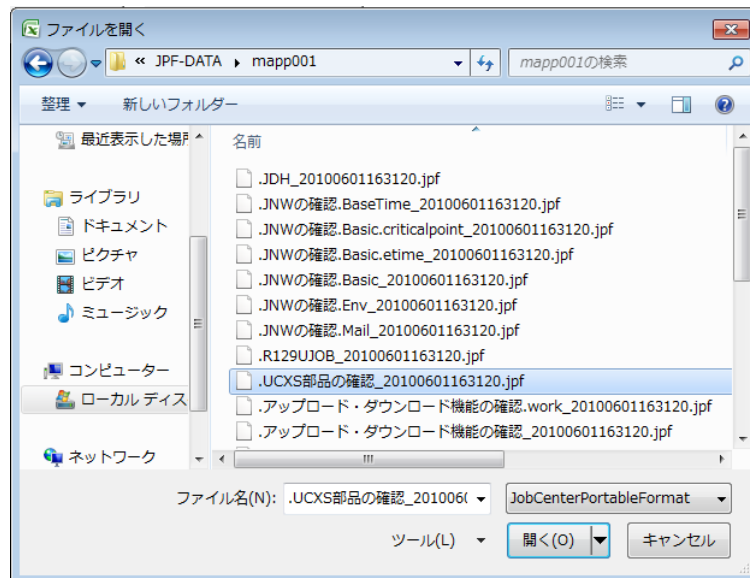 ファイルを開く
« JPF-DATA ▸ mapp001
mapp001の検索
整理 ▼ 新しいフォルダー
最近表示した場所
ライブラリ
ドキュメント
ピクチャ
ビデオ
ミュージック
コンピューター
ローカル ディス
ネットワーク
名前
.JDH_20100601163120.jpf
.JNWの確認.BaseTime_20100601163120.jpf
.JNWの確認.Basic.criticalpoint_20100601163120.jpf
.JNWの確認.Basic.etime_20100601163120.jpf
.JNWの確認.Basic_20100601163120.jpf
.JNWの確認.Env_20100601163120.jpf
.JNWの確認.Mail_20100601163120.jpf
.R129UJOB_20100601163120.jpf
.UCXS部品の確認_20100601163120.jpf
.アップロード・ダウンロード機能の確認.work_20100601163120.jpf
.アップロード・ダウンロード機能の確認_20100601163120.jpf
ファイル名(N): .UCXS部品の確認_201006( JobCenterPortableFormat
ツール(L) 開く(O) キャンセル